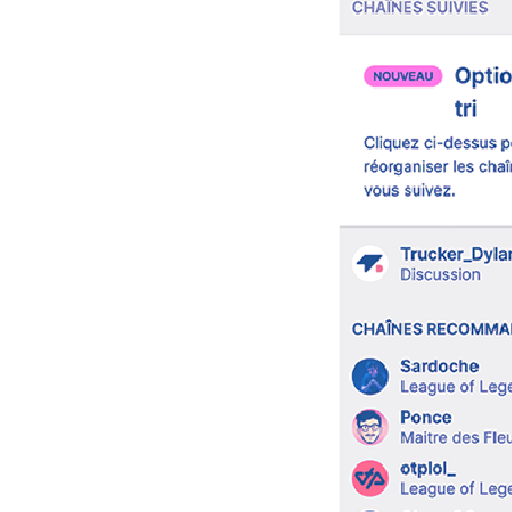 CHAÎNES SUIVIES
NOUVEAU
Optio
tri
Cliquez ci-dessus p
réorganiser les chaî
vous suivez.
Trucker_Dylan
Discussion
CHAÎNES RECOMMA
Sardoche
League of Lege
Ponce
Maitre des Fleu
otplol_
League of Lege